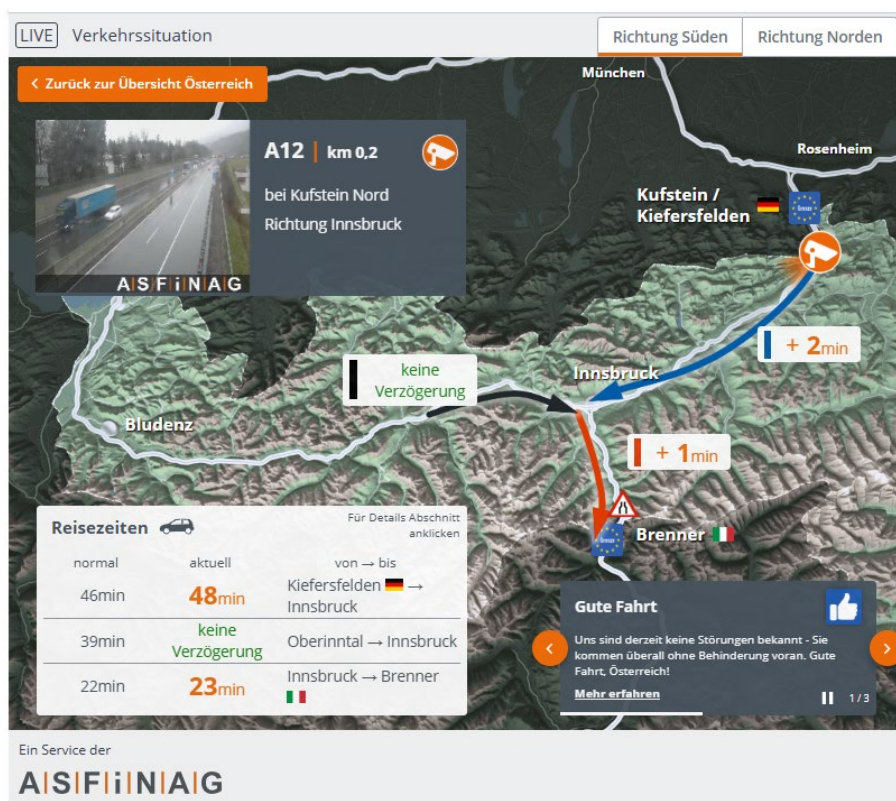 LIVE Verkehrssituation
Richtung Süden
Richtung Norden
Zurück zur Übersicht Österreich
A12 | km 0,2
bei Kufstein Nord
Richtung Innsbruck
A|S|F|i|N|A|G
München
Rosenheim
Kufstein /
Kiefersfelden
+ 2min
keine
Verzögerung
Innsbruck
Bludenz
+ 1min
Brenner
Reisezeiten
Für Details Abschnitt
anklicken
normal aktuell von → bis
46min 48min Kiefersfelden →
Innsbruck
39min keine
Verzögerung Oberinntal → Innsbruck
22min 23min Innsbruck → Brenner
Gute Fahrt
Uns sind derzeit keine Störungen bekannt - Sie
kommen überall ohne Behinderung voran. Gute
Fahrt, Österreich!
Mehr erfahren
1/3
Ein Service der
A|S|F|i|N|A|G